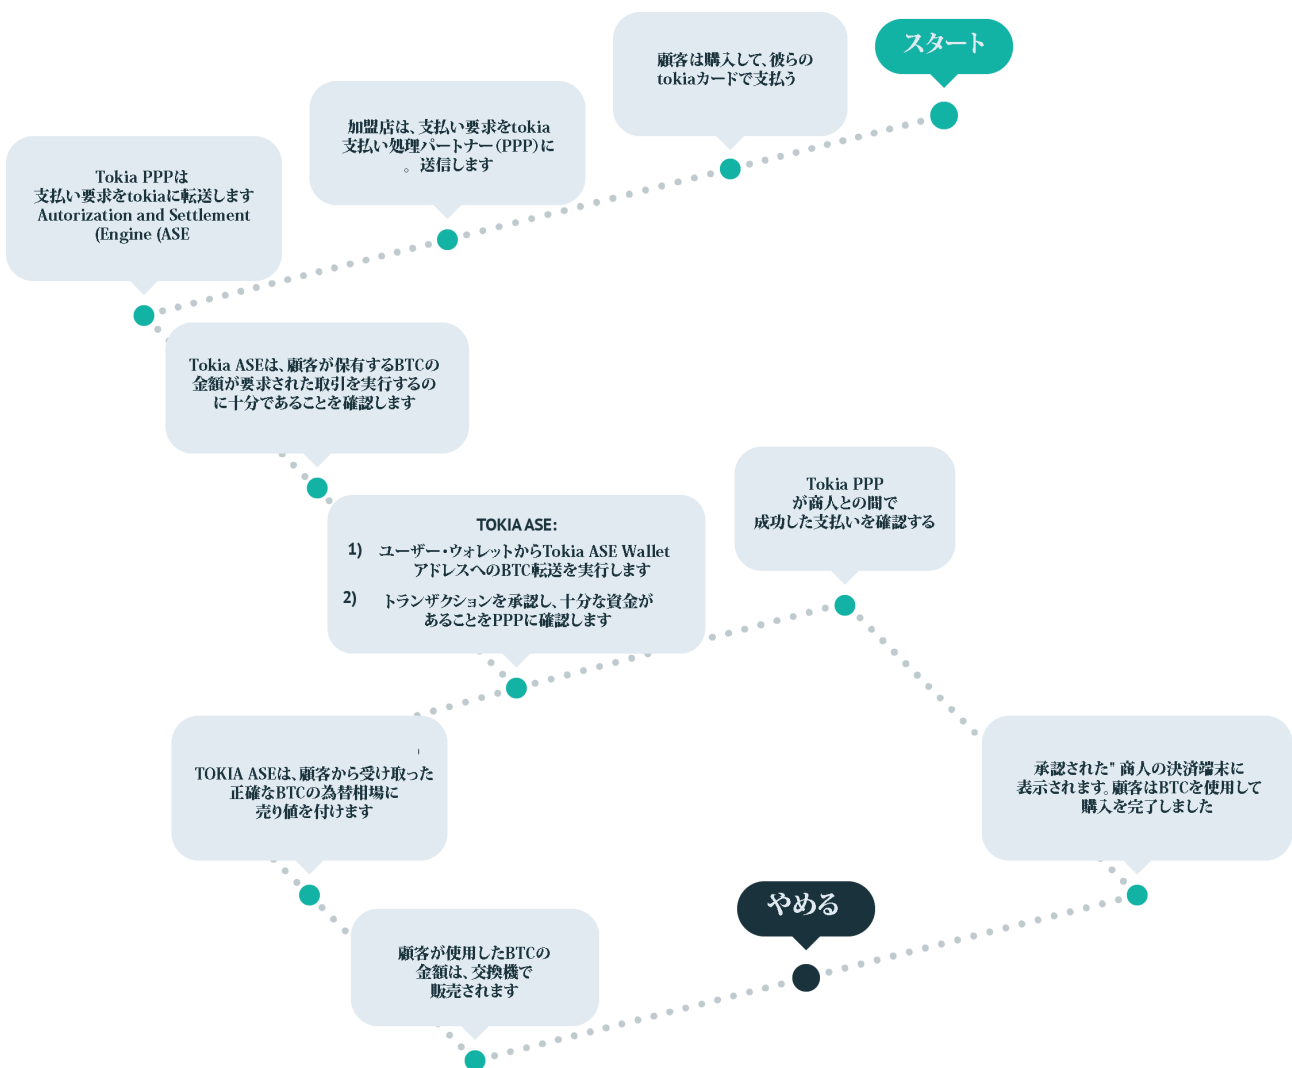 スタート
顧客は購入して、彼らの
tokiaカードで支払う
加盟店は、支払い要求をtokia
支払い処理パートナー（PPP）に
。送信します
Tokia PPPは
支払い要求をtokiaに転送します
Autorization and Settlement
(Engine (ASE
Tokia ASEは、顧客が保有するBTCの
金額が要求された取引を実行するの
に十分であることを確認します
TOKIA ASE:
1) ユーザー・ウォレットからTokia ASE Wallet
アドレスへのBTC転送を実行します
2) トランザクションを承認し、十分な資金が
あることをPPPに確認します
Tokia PPP
が商人との間で
成功した支払いを確認する
承認された" 商人の決済端末に
表示されます。顧客はBTCを使用して
購入を完了しました
TOKIA ASEは、顧客から受け取った
正確なBTCの為替相場に
売り値を付けます
顧客が使用したBTCの
金額は、交換機で
販売されます
やめる